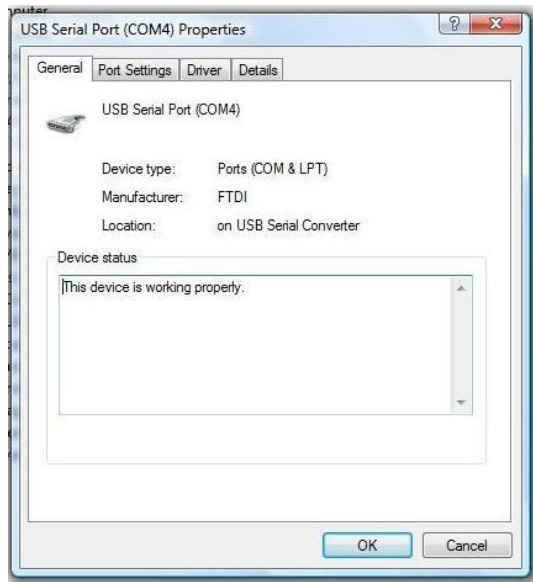 USB Serial Port (COM4) Properties
General Port Settings Driver Details
USB Serial Port (COM4)
Device type: Ports (COM & LPT)
Manufacturer: FTDI
Location: on USB Serial Converter
Device status
This device is working properly.
OK Cancel